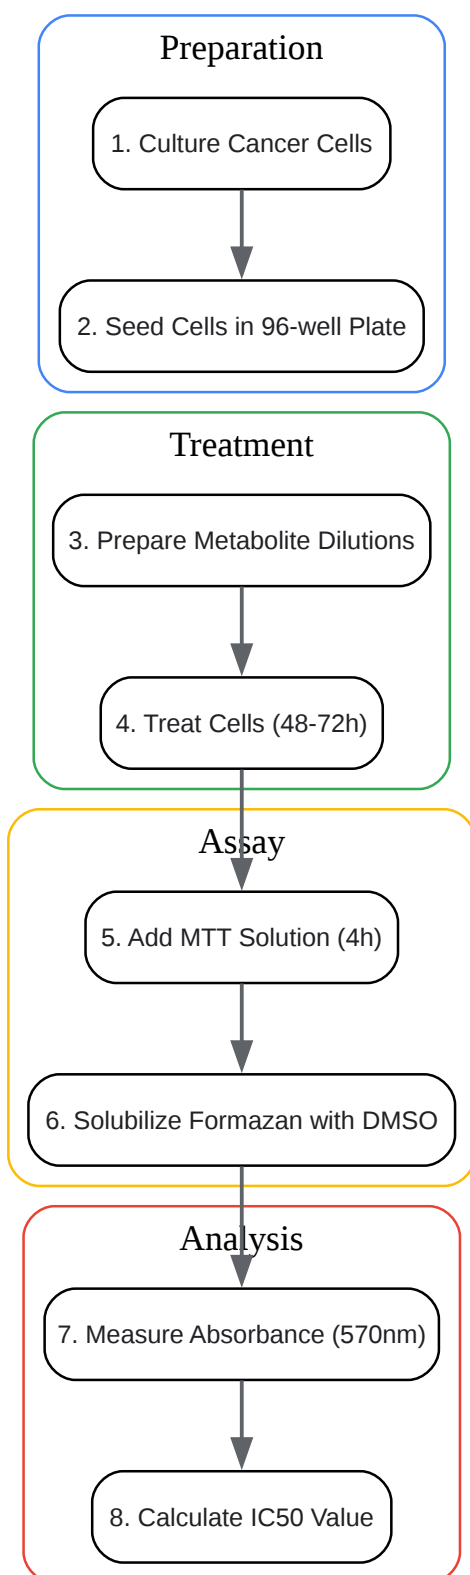 Preparation
1. Culture Cancer Cells
2. Seed Cells in 96-well Plate
Treatment
3. Prepare Metabolite Dilutions
4. Treat Cells (48-72h)
Assay
5. Add MTT Solution (4h)
6. Solubilize Formazan with DMSO
Analysis
7. Measure Absorbance (570nm)
8. Calculate IC50 Value